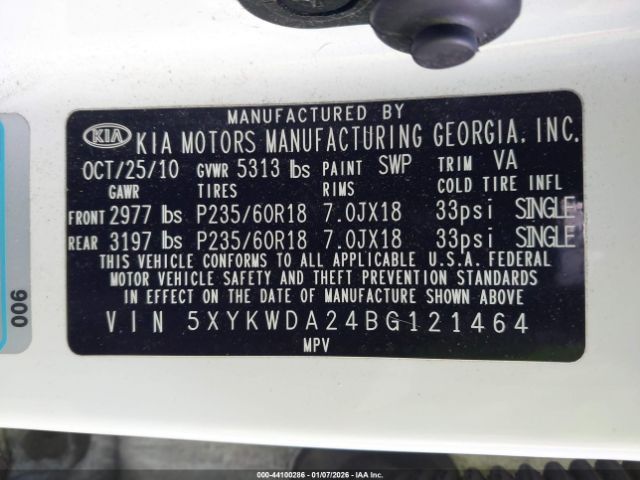 MANUFACTURED BY
KIA KIA MOTORS MANUFACTURING GEORGIA, INC.
OCT/25/10 GVWR 5313 lbs PAINT SWP TRIM VA
GAWR TIRES RIMS COLD TIRE INFL
FRONT 2977 lbs P235/60R18 7.0JX18 33psi SINGLE
REAR 3197 lbs P235/60R18 7.0JX18 33psi SINGLE
THIS VEHICLE CONFORMS TO ALL APPLICABLE U.S.A. FEDERAL
MOTOR VEHICLE SAFETY AND THEFT PREVENTION STANDARDS
IN EFFECT ON THE DATE OF MANUFACTURE SHOWN ABOVE
VIN 5XYKWDA24BG121464
MPV
006
000-44100286 - 01/07/2026 - IAA Inc.